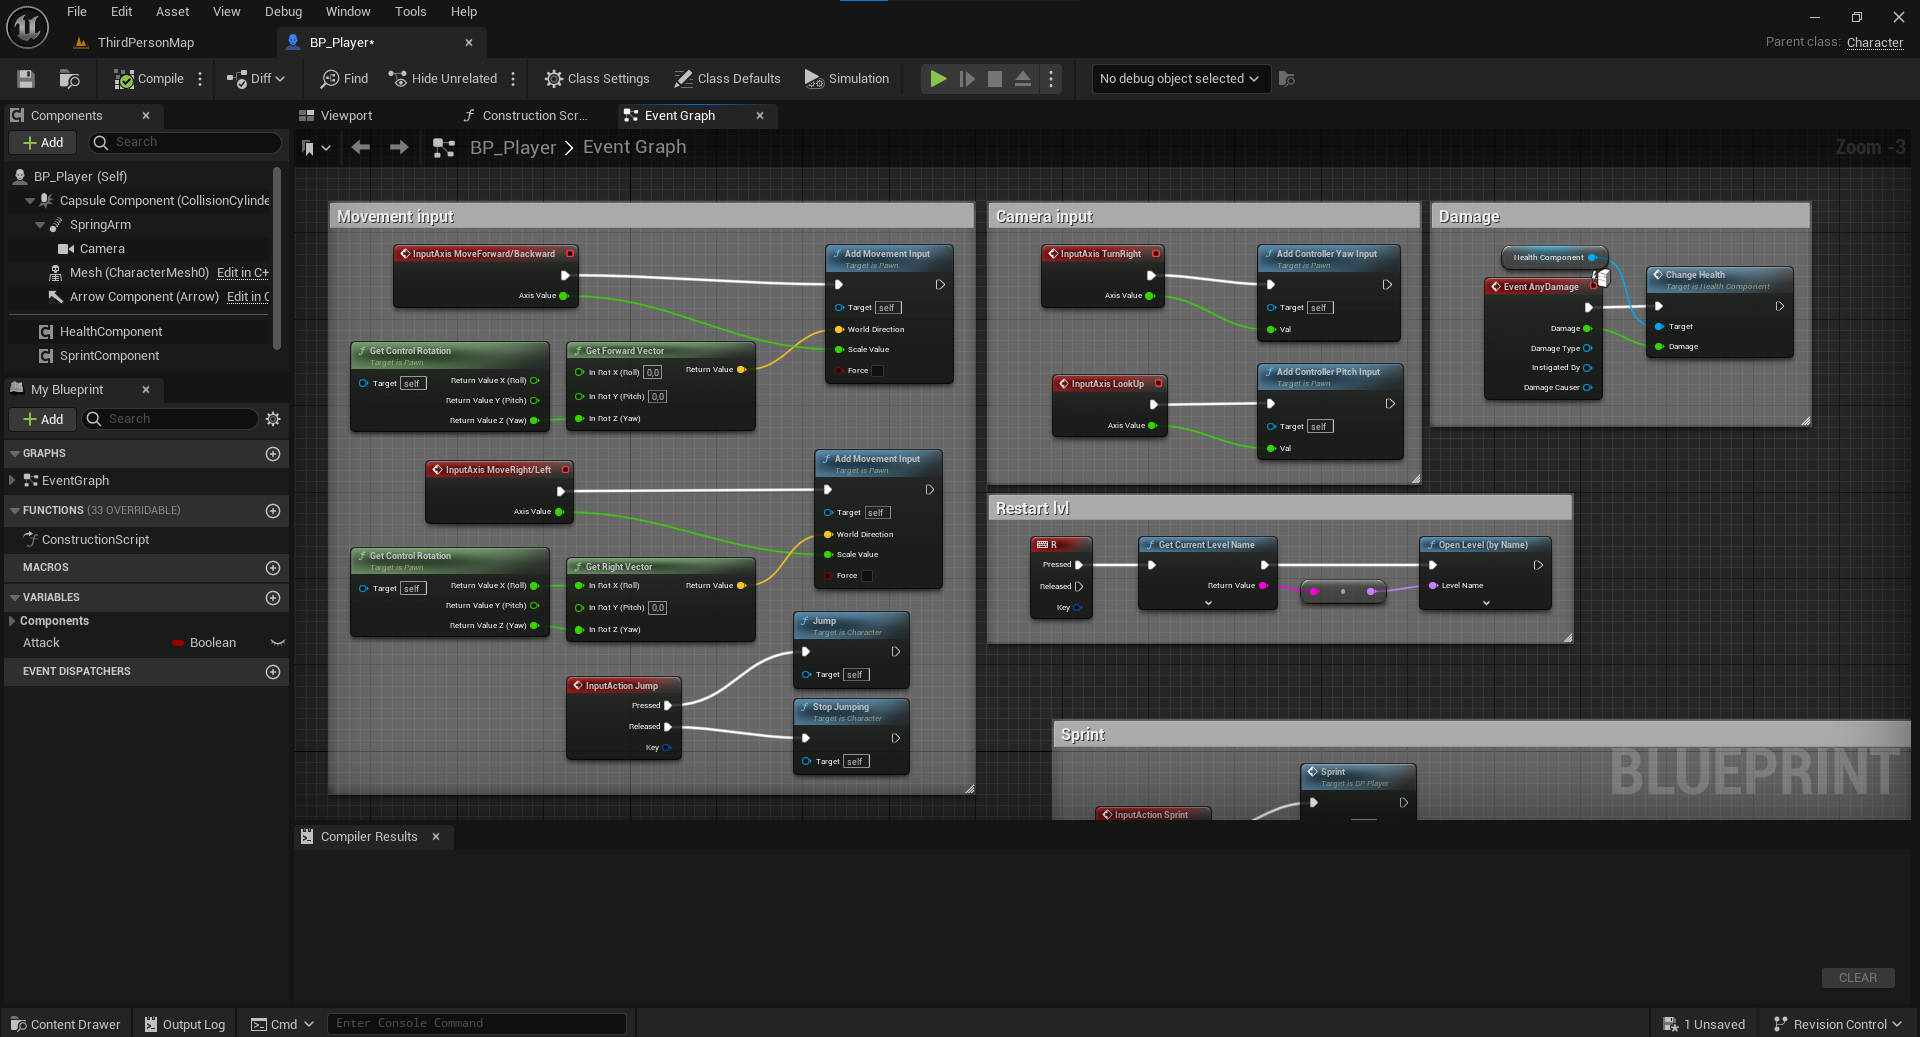 File Edit Asset View Debug Window Tools Help
ThirdPersonMap
BP_Player*
Parent class: Character
Compile
Diff
Find
Hide Unrelated
Class Settings
Class Defaults
Simulation
No debug object selected
Components
Add
Search
BP_Player (Self)
Capsule Component (CollisionCylinde
SpringArm
Camera
Mesh (CharacterMesh0) Edit in C+
Arrow Component (Arrow) Edit in C
HealthComponent
SprintComponent
My Blueprint
Add
Search
GRAPHS
EventGraph
FUNCTIONS (33 OVERRIDABLE)
ConstructionScript
MACROS
VARIABLES
Components
Attack Boolean
EVENT DISPATCHERS
Viewport
Construction Scr...
Event Graph
BP_Player > Event Graph
Zoom -3
Movement input
InputAxis MoveForward/Backward
Axis Value
Add Movement Input
Target is Pawn
Target self
World Direction
Scale Value
Force
Get Control Rotation
Target is Pawn
Target self
Return Value X (Roll)
Return Value Y (Pitch)
Return Value Z (Yaw)
Get Forward Vector
In Rot X (Roll) 0,0
Return Value
In Rot Y (Pitch) 0,0
In Rot Z (Yaw)
InputAxis MoveRight/Left
Axis Value
Add Movement Input
Target is Pawn
Target self
World Direction
Scale Value
Force
Get Control Rotation
Target is Pawn
Target self
Return Value X (Roll)
Return Value Y (Pitch)
Return Value Z (Yaw)
Get Right Vector
In Rot X (Roll)
Return Value
In Rot Y (Pitch) 0,0
In Rot Z (Yaw)
InputAction Jump
Pressed
Released
Key
Jump
Target is Character
Target self
Stop Jumping
Target is Character
Target self
Camera input
InputAxis TurnRight
Axis Value
Add Controller Yaw Input
Target is Pawn
Target self
Val
InputAxis LookUp
Axis Value
Add Controller Pitch Input
Target is Pawn
Target self
Val
Damage
Health Component
Event AnyDamage
Damage
Damage Type
Instigated By
Damage Causer
Change Health
Target is Health Component
Target
Damage
Restart lvl
R
Pressed
Released
Key
Get Current Level Name
Return Value
Open Level (by Name)
Level Name
Sprint
Sprint
Target is BP Player
InputAction Sprint
BLUEPRINT
Compiler Results
CLEAR
Content Drawer
Output Log
Cmd
Enter Console Command
1 Unsaved
Revision Control